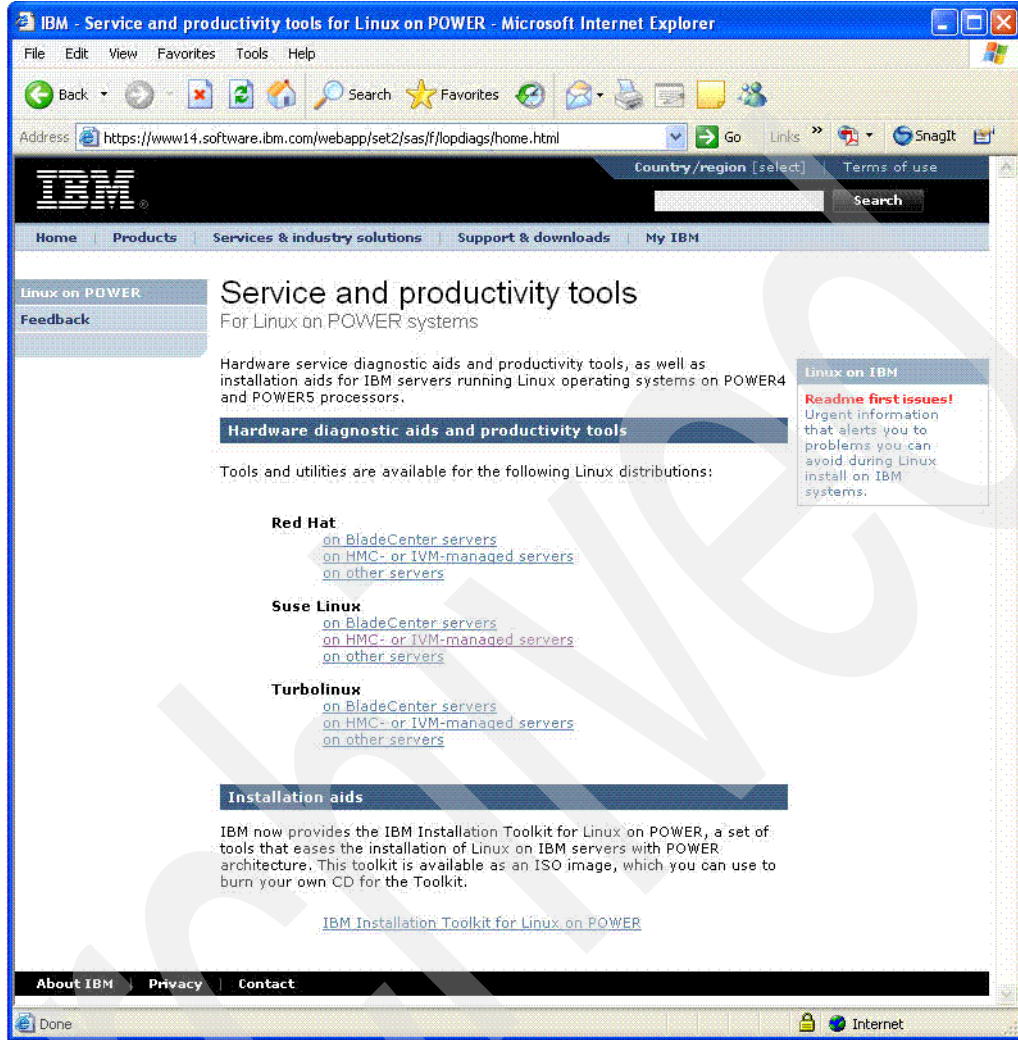 IBM - Service and productivity tools for Linux on POWER - Microsoft Internet Explorer
File Edit View Favorites Tools Help
Back Search Favorites
Address https://www14.software.ibm.com/webapp/set2/sas/f/lopdiags/home.html Go Links » SnagIt
Country/region [select] | Terms of use
IBM®
Search
Home | Products | Services & industry solutions | Support & downloads | My IBM
Linux on POWER
Feedback
Service and productivity tools
For Linux on POWER systems
Hardware service diagnostic aids and productivity tools, as well as
installation aids for IBM servers running Linux operating systems on POWER4
and POWER5 processors.
Linux on IBM
Readme first issues!
Urgent information
that alerts you to
problems you can
avoid during Linux
install on IBM
systems.
Hardware diagnostic aids and productivity tools
Tools and utilities are available for the following Linux distributions:
Red Hat
on BladeCenter servers
on HMC- or IVM-managed servers
on other servers
Suse Linux
on BladeCenter servers
on HMC- or IVM-managed servers
on other servers
Turbolinux
on BladeCenter servers
on HMC- or IVM-managed servers
on other servers
Installation aids
IBM now provides the IBM Installation Toolkit for Linux on POWER, a set of
tools that eases the installation of Linux on IBM servers with POWER
architecture. This toolkit is available as an ISO image, which you can use to
burn your own CD for the Toolkit.
IBM Installation Toolkit for Linux on POWER
About IBM | Privacy | Contact
Done Internet